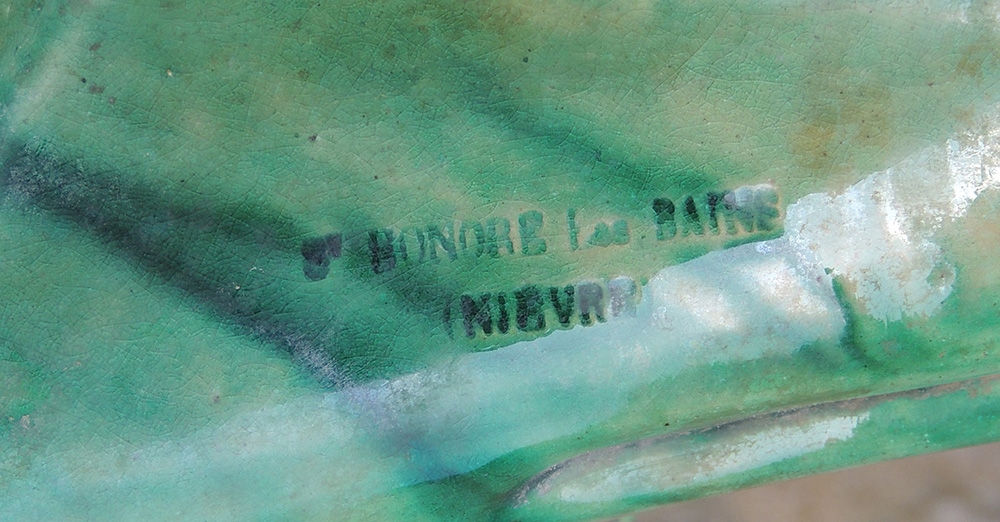 St HONORE Les BAINS
(NIEVRE